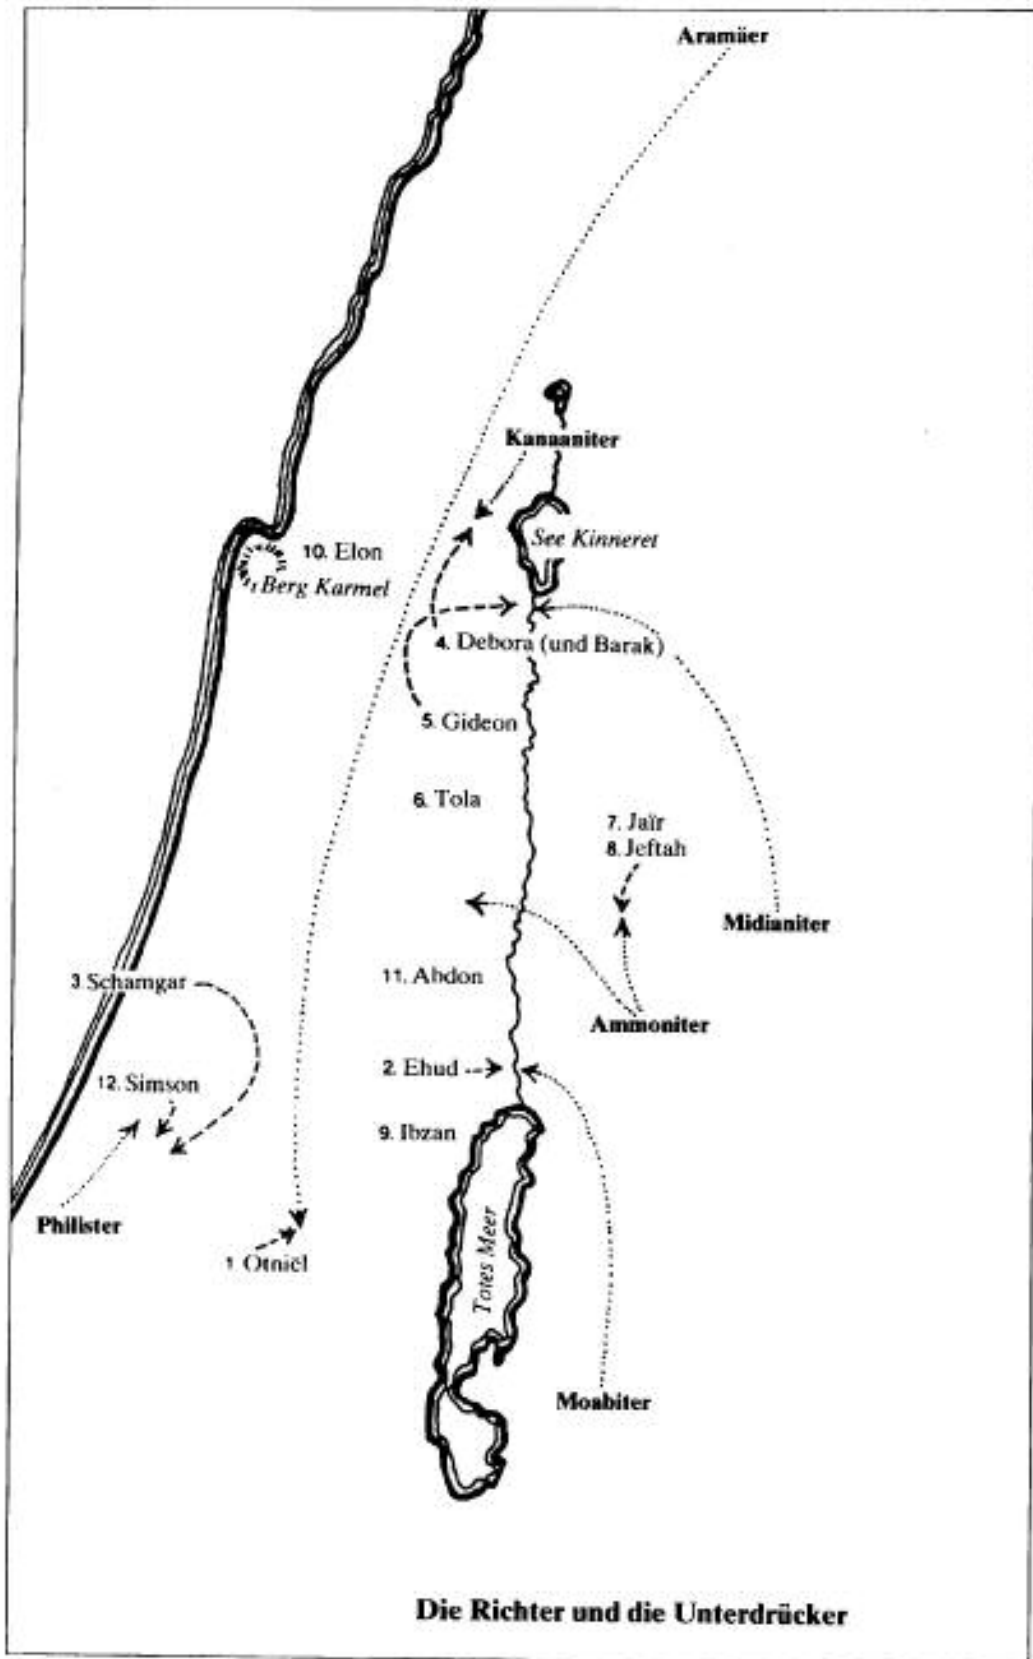 Aramäer
Kanaaniter
See Kinneret
10. Elon
Berg Karmel
4. Debora (und Barak)
5. Gideon
6. Tola
7. Jaïr
8. Jeftah
Midianiter
3 Schamgar
11. Abdon
Ammoniter
2. Ehud
12. Simson
9. Ibzan
Philister
1 Otniël
Totes Meer
Moabiter
Die Richter und die Unterdrücker